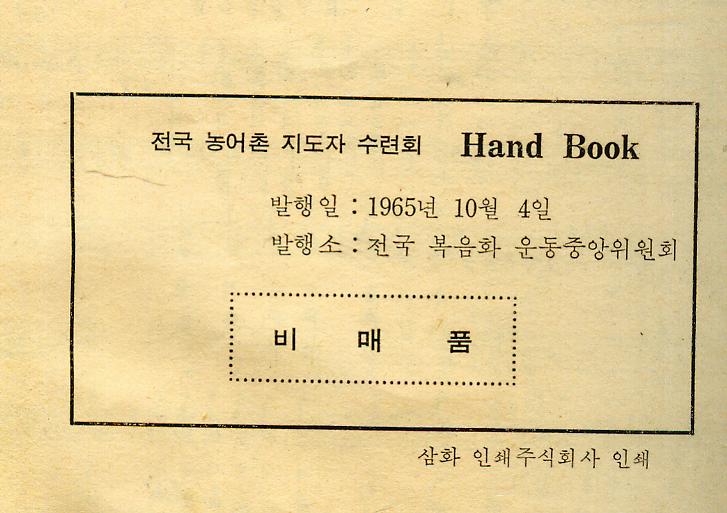 전국 농어촌 지도자 수련회 Hand Book
발행일 : 1965년 10월 4일
발행소 : 전국 복음화 운동중앙위원회
비 매 품
삼화 인쇄주식회사 인쇄